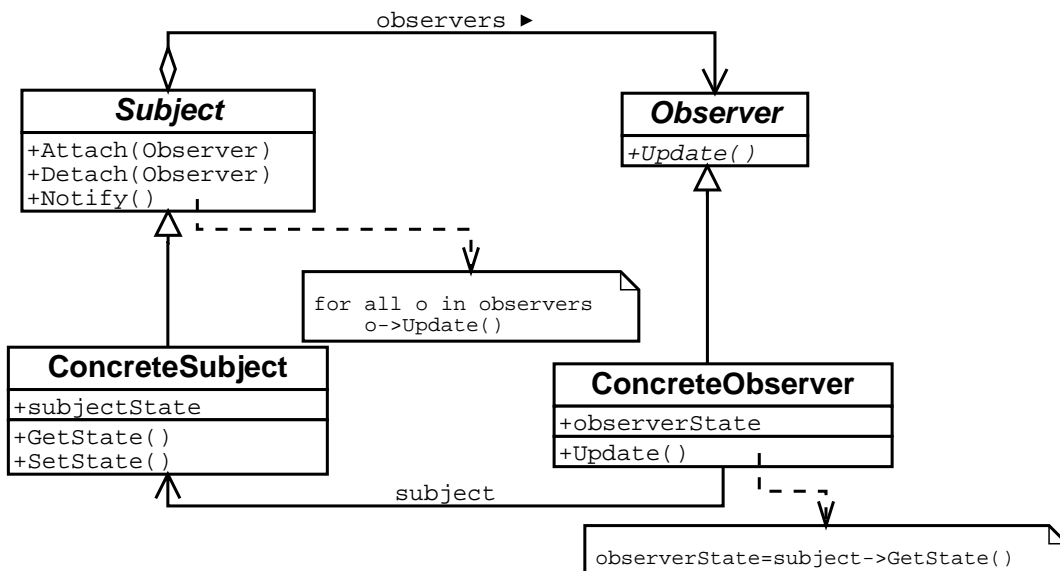 observers ►
Subject
+Attach(Observer)
+Detach(Observer)
+Notify()
Observer
+Update()
for all o in observers
o->Update()
ConcreteSubject
+subjectState
+GetState()
+SetState()
ConcreteObserver
+observerState
+Update()
subject
observerState=subject->GetState()